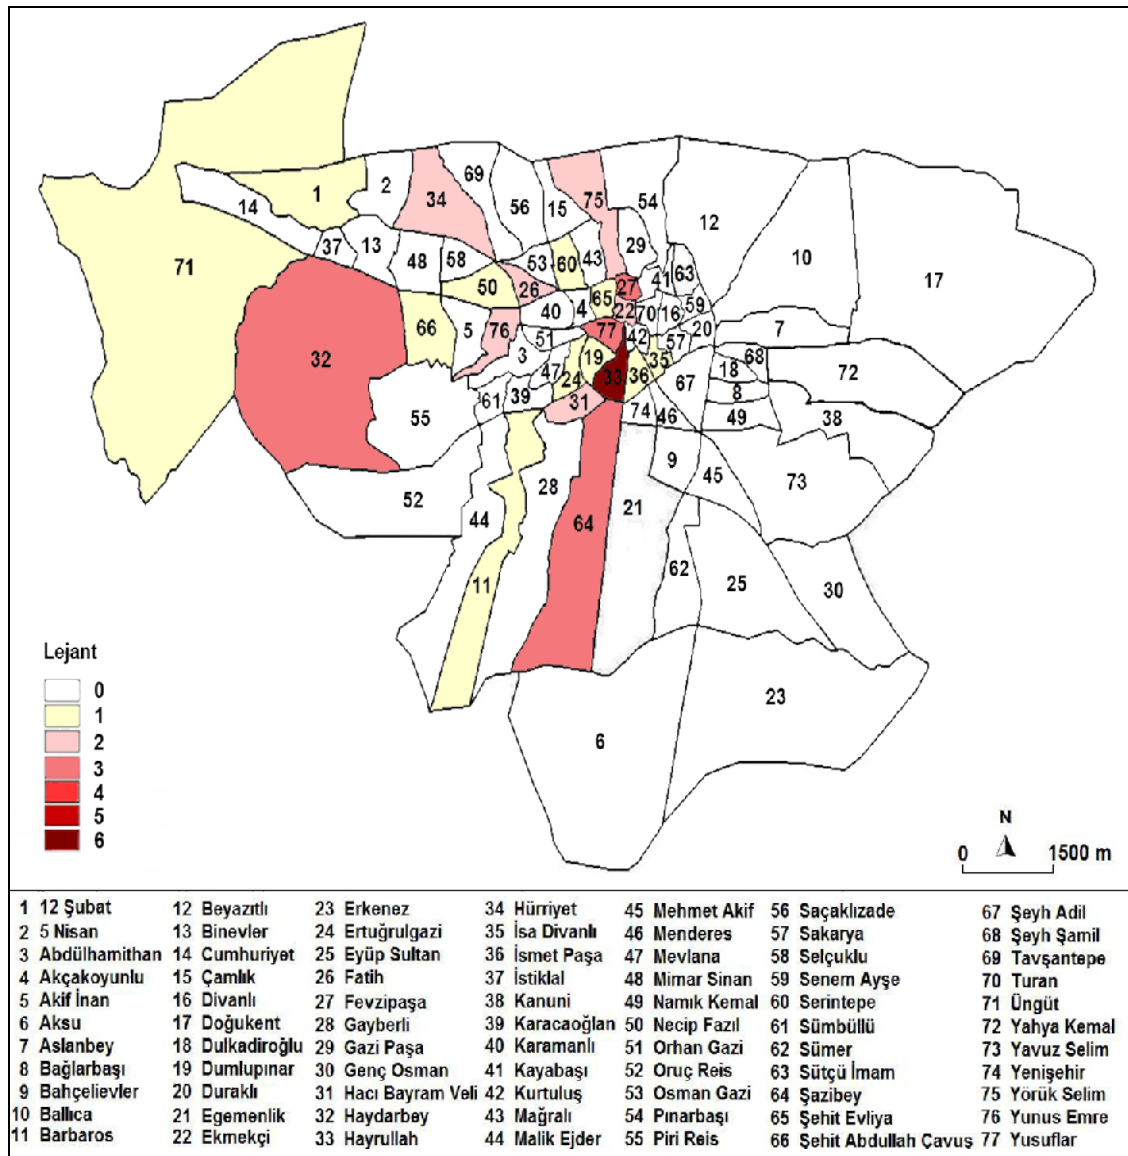 71
14
1
37
13
2
34
69
56
15
75
54
12
10
17
48
58
53
60
43
29
41
63
50
26
65
27
32
66
5
76
40
4
22
70
16
59
20
7
51
77
42
57
3
47
24
19
33
36
35
67
18
68
8
72
55
61
39
31
74
46
49
38
52
44
28
64
21
9
45
73
11
62
25
30
23
6
Lejant
0
1
2
3
4
5
6
N
0 1500 m
1 12 Şubat
2 5 Nisan
3 Abdülhamithan
4 Akçakoyunlu
5 Akif İnan
6 Aksu
7 Aslanbey
8 Bağlarbaşı
9 Bahçelievler
10 Ballıca
11 Barbaros
12 Beyazıtlı
13 Binevler
14 Cumhuriyet
15 Çamlık
16 Divanlı
17 Doğukent
18 Dulkadiroğlu
19 Dumlupınar
20 Duraklı
21 Egemenlik
22 Ekmekçi
23 Erkenez
24 Ertuğrulgazi
25 Eyüp Sultan
26 Fatih
27 Fevzipaşa
28 Gayberli
29 Gazi Paşa
30 Genç Osman
31 Hacı Bayram Veli
32 Haydarbey
33 Hayrullah
34 Hürriyet
35 İsa Divanlı
36 İsmet Paşa
37 İstiklal
38 Kanuni
39 Karacaoğlan
40 Karamanlı
41 Kayabaşı
42 Kurtuluş
43 Mağralı
44 Malik Ejder
45 Mehmet Akif
46 Menderes
47 Mevlana
48 Mimar Sinan
49 Namık Kemal
50 Necip Fazıl
51 Orhan Gazi
52 Oruç Reis
53 Osman Gazi
54 Pınarbaşı
55 Piri Reis
56 Saçaklızade
57 Sakarya
58 Selçuklu
59 Senem Ayşe
60 Serintepe
61 Sümbüllü
62 Sümer
63 Sütçü İmam
64 Şazibey
65 Şehit Evliya
66 Şehit Abdullah Çavuş
67 Şeyh Adil
68 Şeyh Şamil
69 Tavşantepe
70 Turan
71 Üngüt
72 Yahya Kemal
73 Yavuz Selim
74 Yenişehir
75 Yörük Selim
76 Yunus Emre
77 Yusuflar